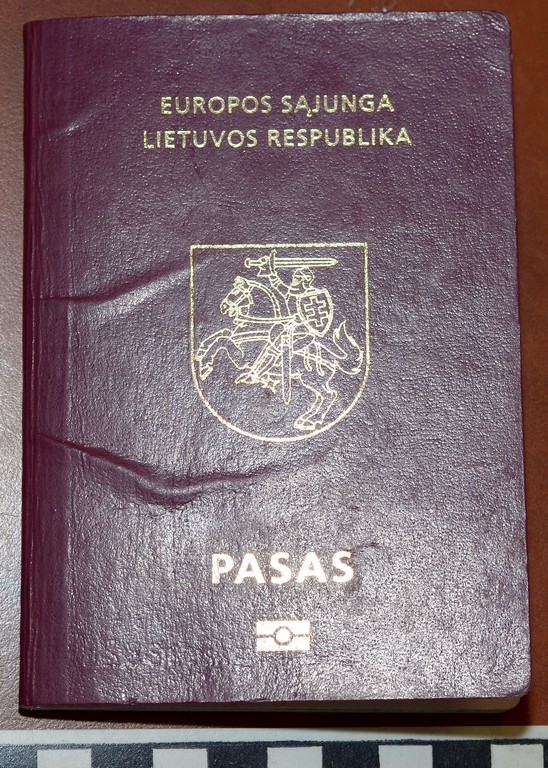 EUROPOS SĄJUNGA
LIETUVOS RESPUBLIKA
PASAS